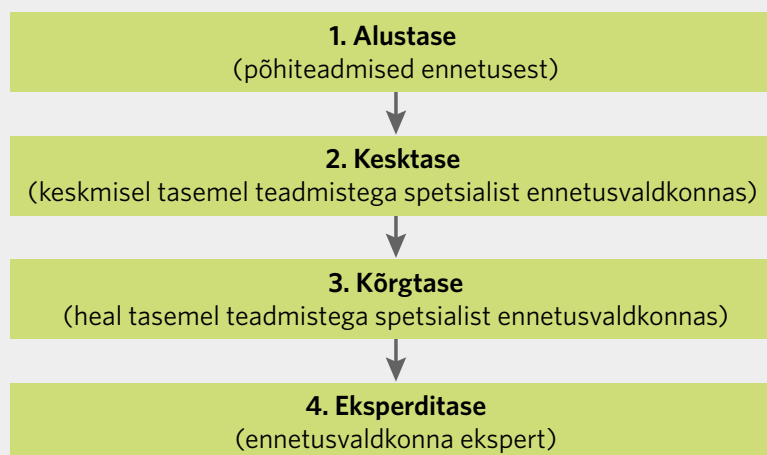 1. Alustase
(põhiteadmised ennetusest)
2. Kesktase
(keskmisel tasemel teadmistega spetsialist ennetusvaldkonnas)
3. Kõrgtase
(heal tasemel teadmistega spetsialist ennetusvaldkonnas)
4. Eksperditase
(ennetusvaldkonna ekspert)